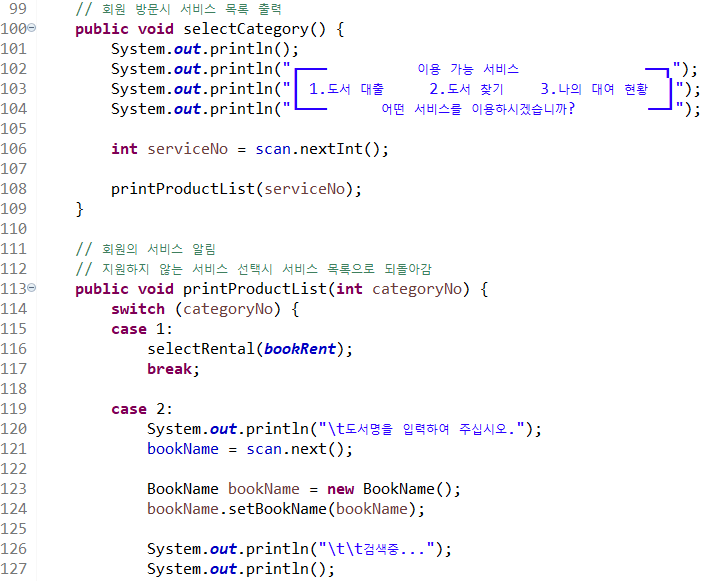 99 // 회원 방문시 서비스 목록 출력
100 public void selectCategory() {
101 System.out.println();
102 System.out.println("┏━━ 이용 가능 서비스 ━━┓");
103 System.out.println("┃ 1.도서 대출 2.도서 찾기 3.나의 대여 현황 ┃");
104 System.out.println("┗━━ 어떤 서비스를 이용하시겠습니까? ━━┛");
105
106 int serviceNo = scan.nextInt();
107
108 printProductList(serviceNo);
109 }
110
111 // 회원의 서비스 알림
112 // 지원하지 않는 서비스 선택시 서비스 목록으로 되돌아감
113 public void printProductList(int categoryNo) {
114 switch (categoryNo) {
115 case 1:
116 selectRental(bookRent);
117 break;
118
119 case 2:
120 System.out.println("\t도서명을 입력하여 주십시오.");
121 bookName = scan.next();
122
123 BookName bookName = new BookName();
124 bookName.setBookName(bookName);
125
126 System.out.println("\t\t검색중...");
127 System.out.println();